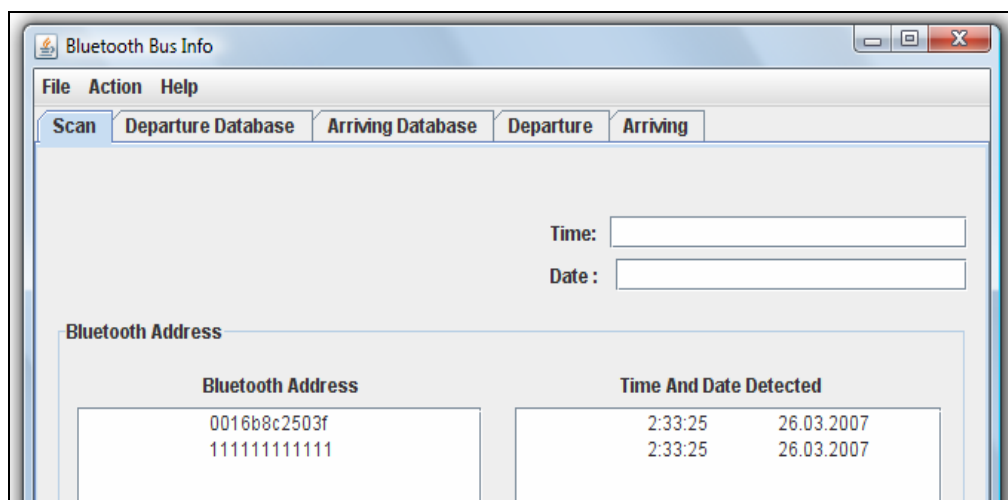 Bluetooth Bus Info
File Action Help
Scan Departure Database Arriving Database Departure Arriving
Time:
Date :
Bluetooth Address
Bluetooth Address Time And Date Detected
0016b8c2503f 2:33:25 26.03.2007
111111111111 2:33:25 26.03.2007